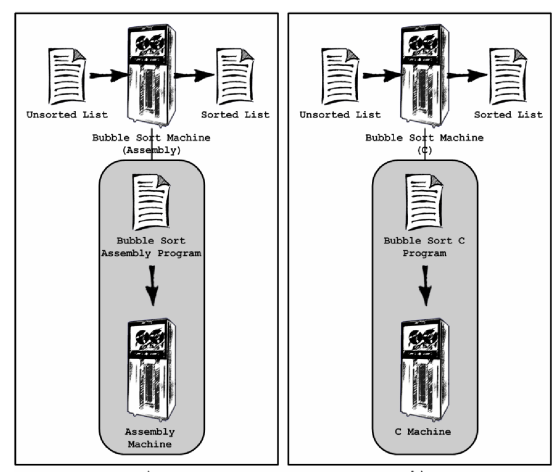 Unsorted List
Sorted List
Bubble Sort Machine
(Assembly)
Bubble Sort
Assembly Program
Assembly
Machine
Unsorted List
Sorted List
Bubble Sort Machine
(C)
Bubble Sort C
Program
C Machine